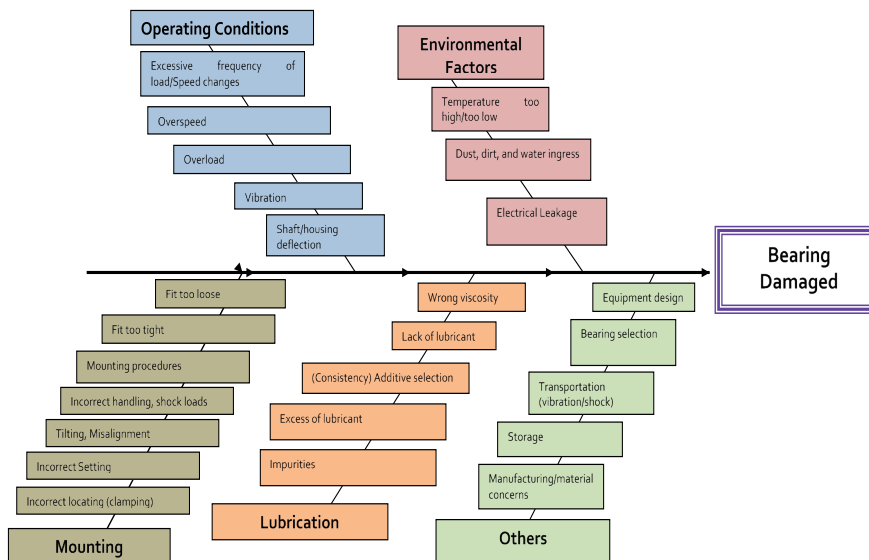 Operating Conditions
Excessive frequency of
load/Speed changes
Overspeed
Overload
Vibration
Shaft/housing
deflection
Environmental
Factors
Temperature too
high/too low
Dust, dirt, and water ingress
Electrical Leakage
Bearing
Damaged
Fit too loose
Fit too tight
Mounting procedures
Incorrect handling, shock loads
Tilting, Misalignment
Incorrect Setting
Incorrect locating (clamping)
Mounting
Wrong viscosity
Lack of lubricant
(Consistency) Additive selection
Excess of lubricant
Impurities
Lubrication
Equipment design
Bearing selection
Transportation
(vibration/shock)
Storage
Manufacturing/material
concerns
Others